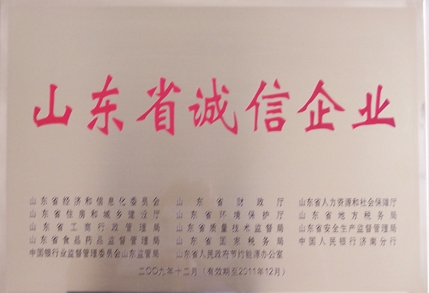 山东省诚信企业
山东省经济和信息化委员会 山东省财政厅 山东省人力资源和社会保障厅
山东省住房和城乡建设厅 山东省环境保护厅 山东省地方税务局
山东省工商行政管理局 山东省质量技术监督局 山东省安全生产监督管理局
山东省食品药品监督管理局 山东省国家税务局 中国人民银行济南分行
中国银行业监督管理委员会山东监管局 山东省人民政府节约能源办公室
二〇〇九年十二月（有效期至2011年12月）